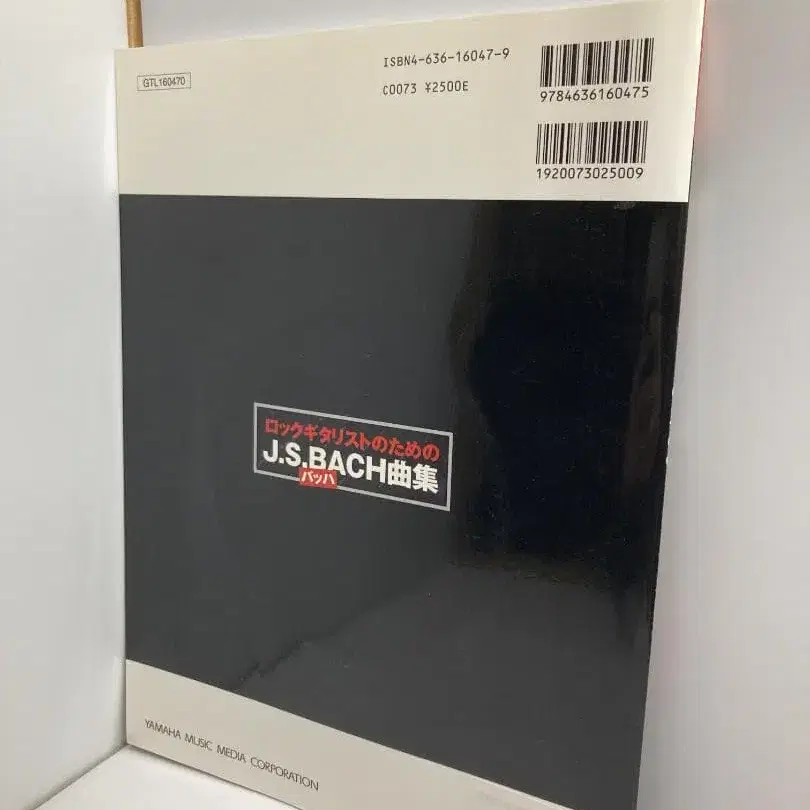 GTL160470
ISBN4-636-16047-9
C0073 ¥2500E
9784636160475
1920073025009
ロックギタリストのための
J.S.BACH曲集
バッハ
YAMAHA MUSIC MEDIA CORPORATION